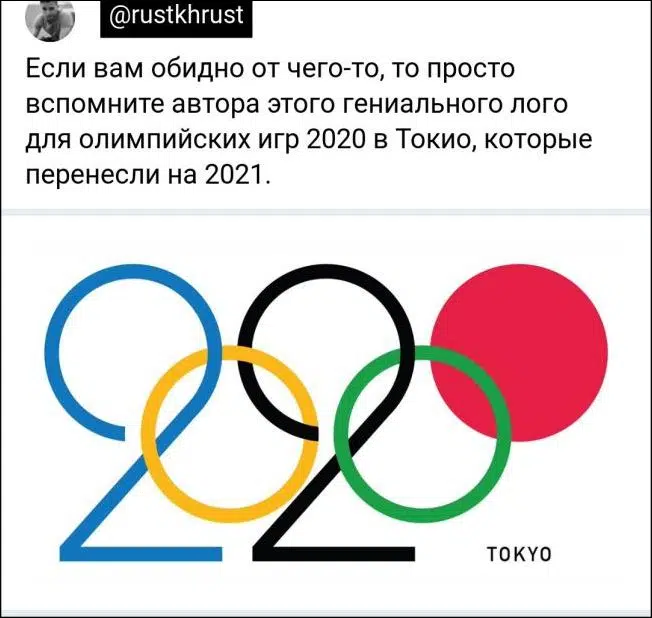 @rustkhrust
Если вам обидно от чего-то, то просто
вспомните автора этого гениального лого
для олимпийских игр 2020 в Токио, которые
перенесли на 2021.
2020
TOKYO